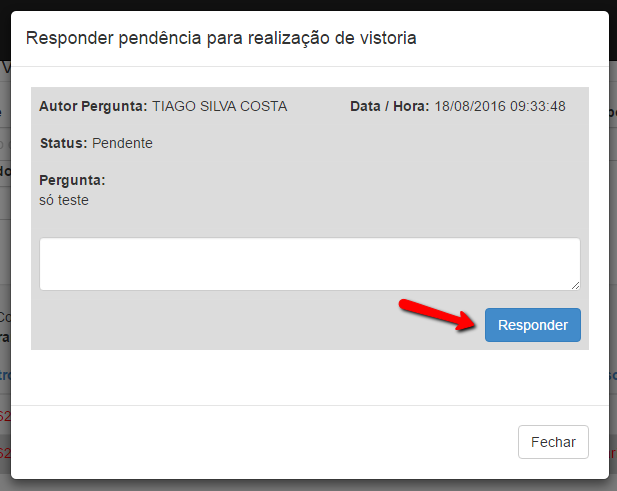 Responder pendência para realização de vistoria
Autor Pergunta: TIAGO SILVA COSTA Data / Hora: 18/08/2016 09:33:48
Status: Pendente
Pergunta:
só teste
Responder
Fechar